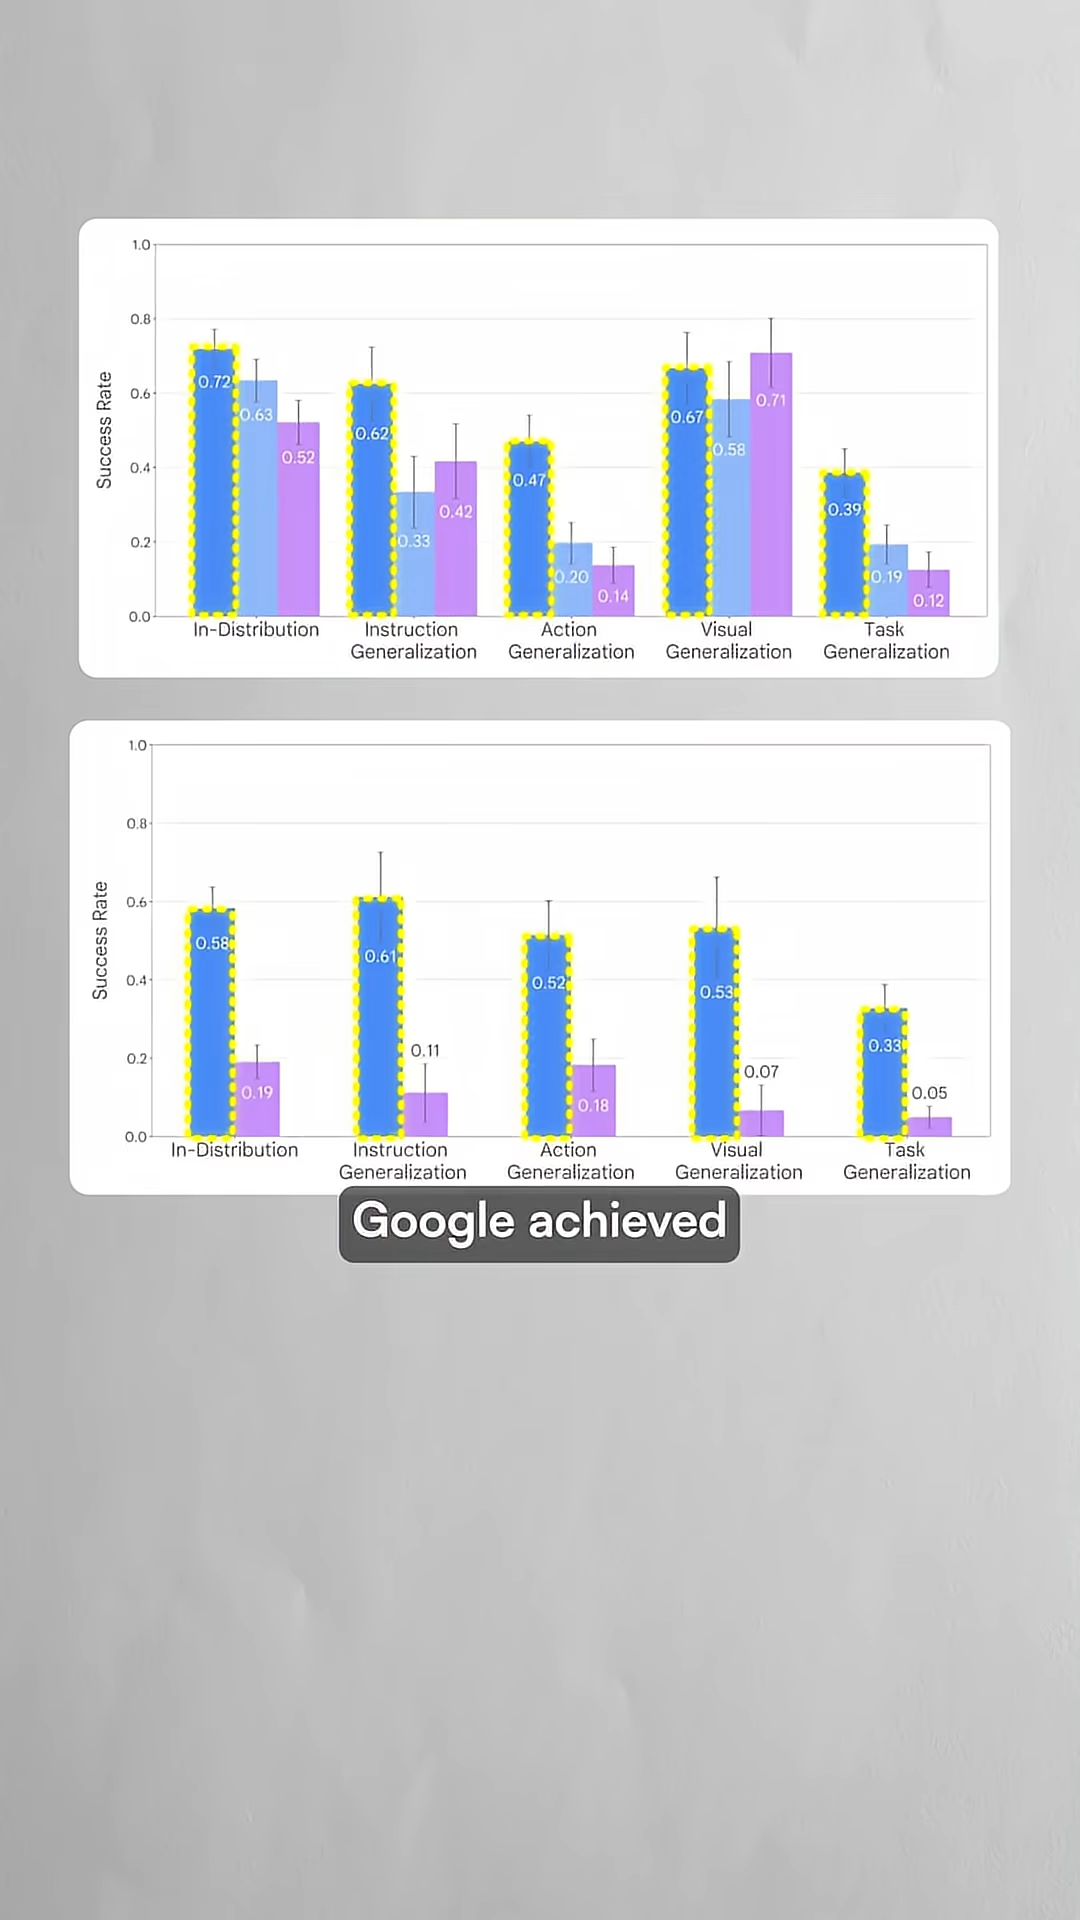 1.0
0.8
0.6
0.4
0.2
0.0
Success Rate
0.72
0.63
0.52
0.62
0.33
0.42
0.47
0.20
0.14
0.67
0.58
0.71
0.39
0.19
0.12
In-Distribution
Instruction
Generalization
Action
Generalization
Visual
Generalization
Task
Generalization
1.0
0.8
0.6
0.4
0.2
0.0
Success Rate
0.58
0.19
0.61
0.11
0.52
0.18
0.53
0.07
0.33
0.05
In-Distribution
Instruction
Generalization
Action
Generalization
Visual
Generalization
Task
Generalization
Google achieved